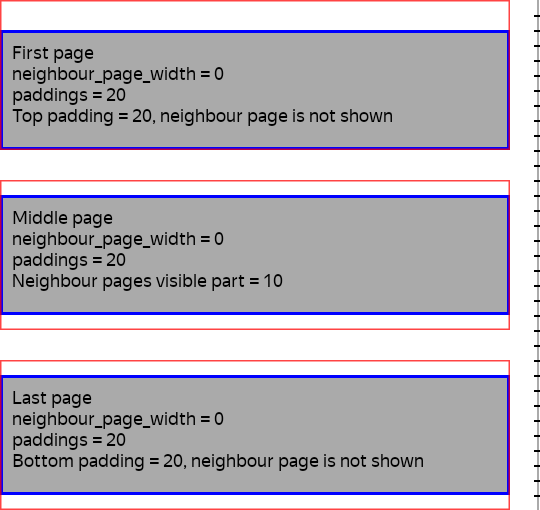 First page
neighbour_page_width = 0
paddings = 20
Top padding = 20, neighbour page is not shown
Middle page
neighbour_page_width = 0
paddings = 20
Neighbour pages visible part = 10
Last page
neighbour_page_width = 0
paddings = 20
Bottom padding = 20, neighbour page is not shown